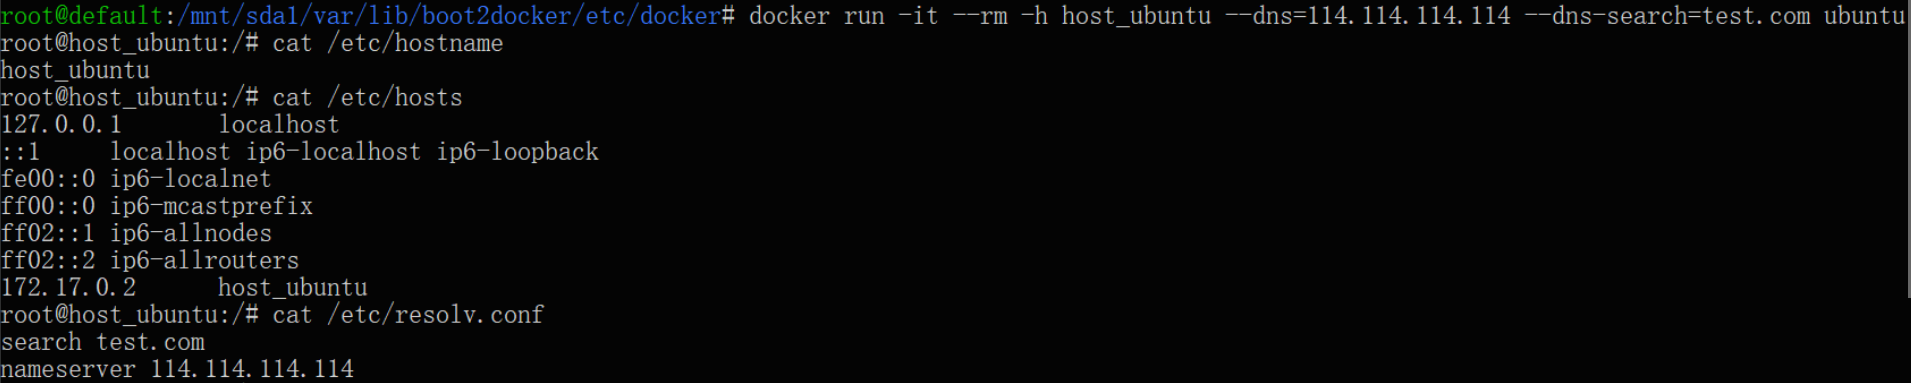 root@default:/mnt/sda1/var/lib/boot2docker/etc/docker# docker run -it --rm -h host_ubuntu --dns=114.114.114.114 --dns-search=test.com ubuntu
root@host_ubuntu:/# cat /etc/hostname
host_ubuntu
root@host_ubuntu:/# cat /etc/hosts
127.0.0.1       localhost
::1     localhost ip6-localhost ip6-loopback
fe00::0 ip6-localnet
ff00::0 ip6-mcastprefix
ff02::1 ip6-allnodes
ff02::2 ip6-allrouters
172.17.0.2      host_ubuntu
root@host_ubuntu:/# cat /etc/resolv.conf
search test.com
nameserver 114.114.114.114